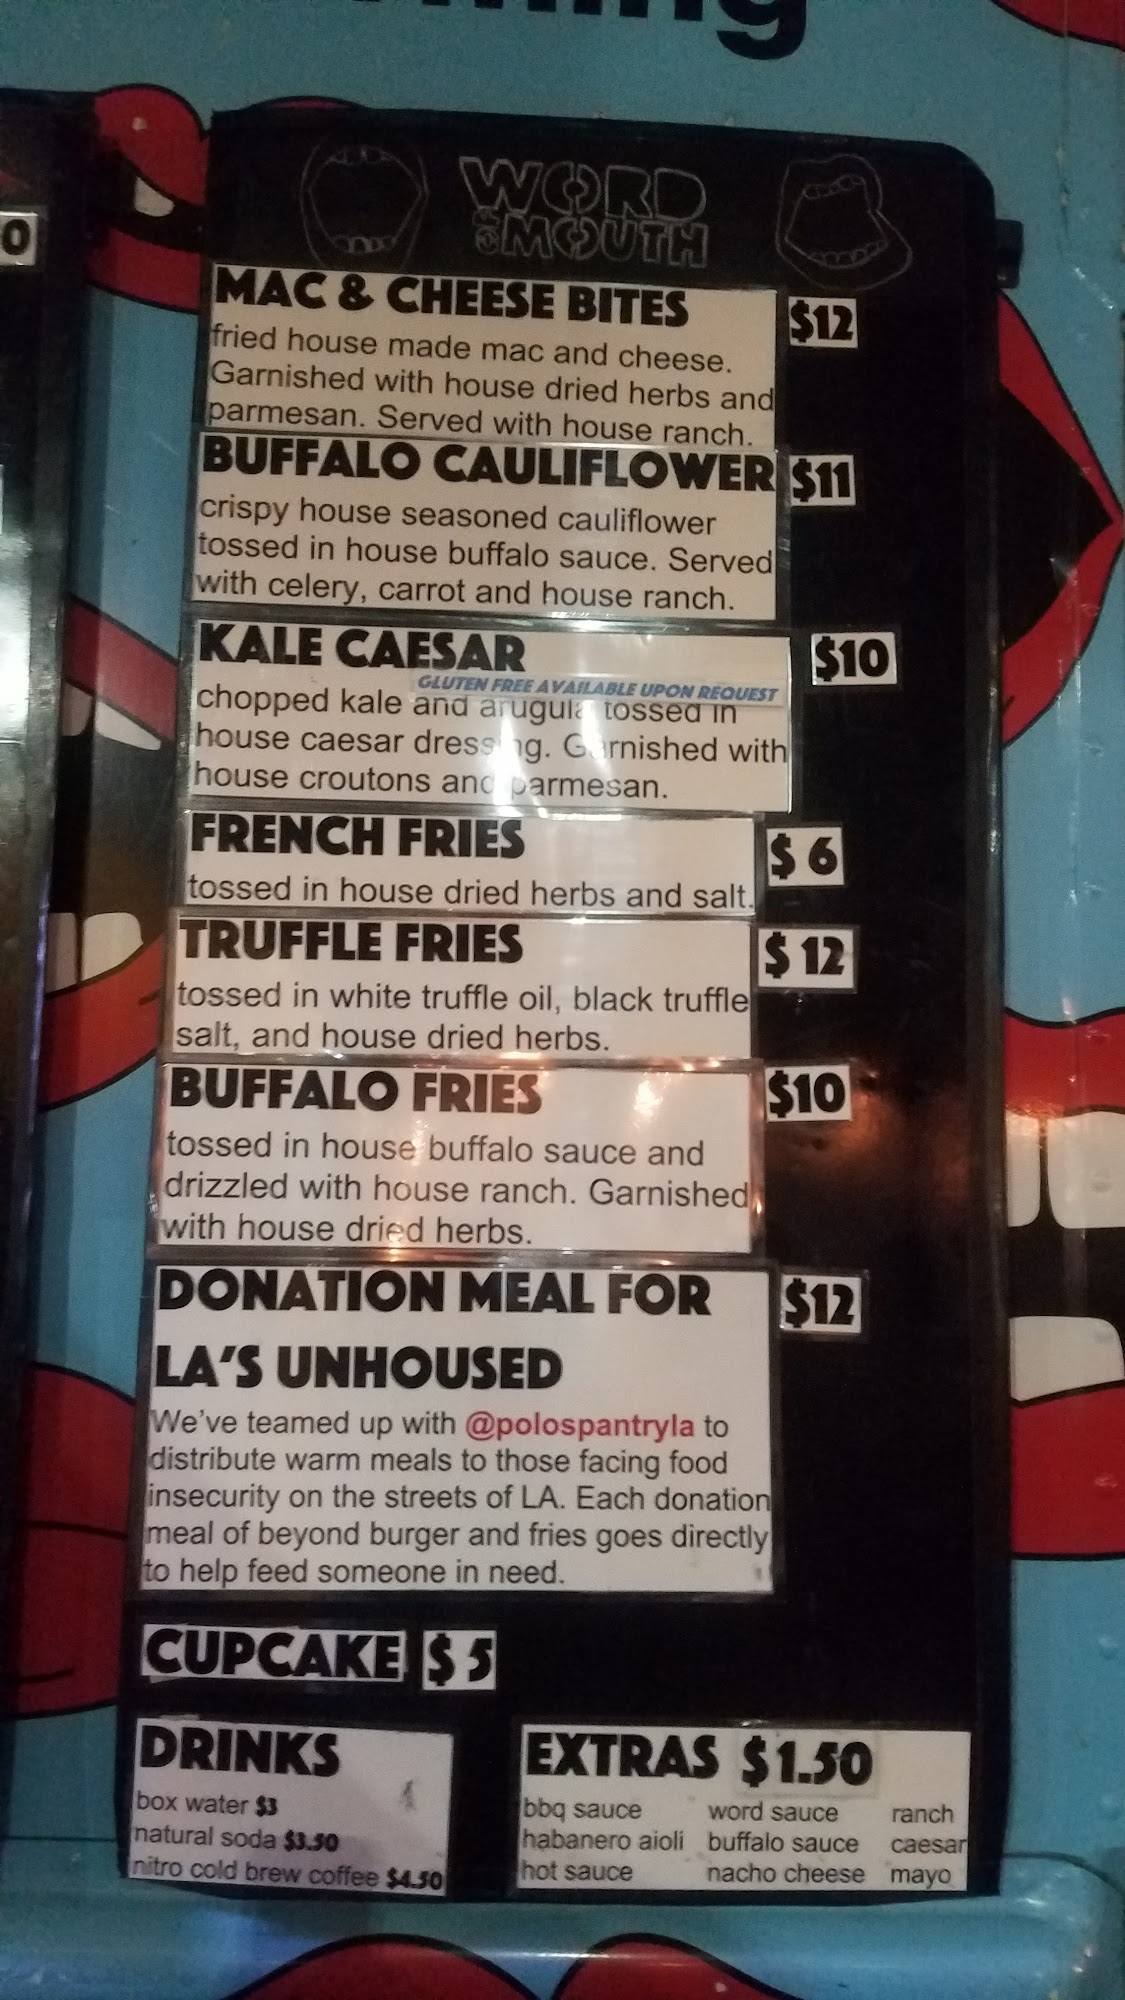 0
WORD
OF MOUTH
MAC & CHEESE BITES $12
fried house made mac and cheese.
Garnished with house dried herbs and
parmesan. Served with house ranch.
BUFFALO CAULIFLOWER $11
crispy house seasoned cauliflower
tossed in house buffalo sauce. Served
with celery, carrot and house ranch.
KALE CAESAR $10
GLUTEN FREE AVAILABLE UPON REQUEST
chopped kale and arugula tossed in
house caesar dressing. Garnished with
house croutons and parmesan.
FRENCH FRIES $ 6
tossed in house dried herbs and salt.
TRUFFLE FRIES $ 12
tossed in white truffle oil, black truffle
salt, and house dried herbs.
BUFFALO FRIES $10
tossed in house buffalo sauce and
drizzled with house ranch. Garnished
with house dried herbs.
DONATION MEAL FOR $12
LA'S UNHOUSED
We've teamed up with @polospantryla to
distribute warm meals to those facing food
insecurity on the streets of LA. Each donation
meal of beyond burger and fries goes directly
to help feed someone in need.
CUPCAKE $ 5
DRINKS
box water $3
natural soda $3.50
nitro cold brew coffee $4.50
EXTRAS $1.50
bbq sauce word sauce ranch
habanero aioli buffalo sauce caesar
hot sauce nacho cheese mayo